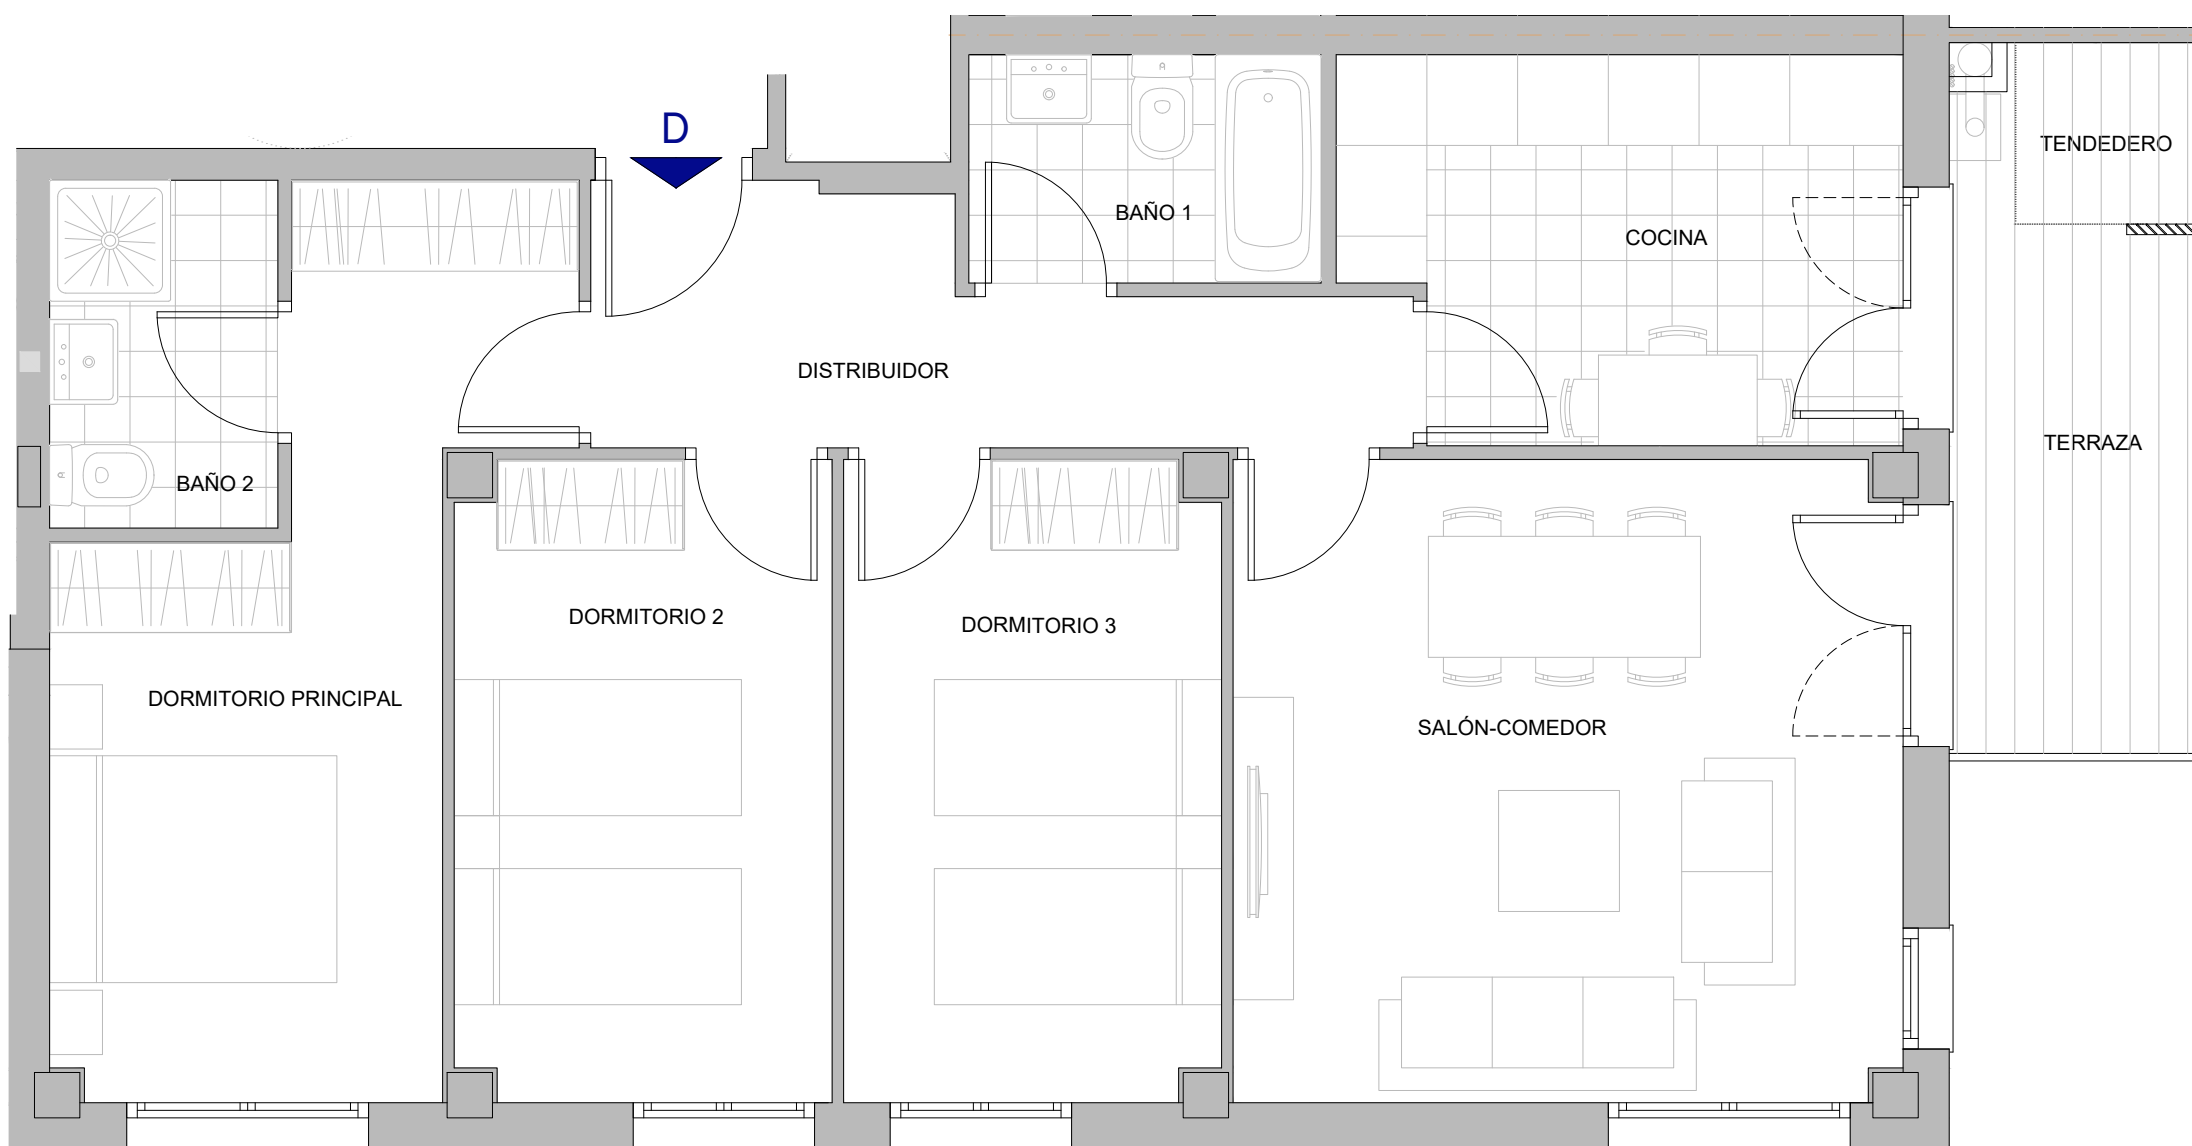 D
TENDEDERO
BAÑO 1
COCINA
DISTRIBUIDOR
TERRAZA
BAÑO 2
DORMITORIO 2
DORMITORIO 3
DORMITORIO PRINCIPAL
SALÓN-COMEDOR